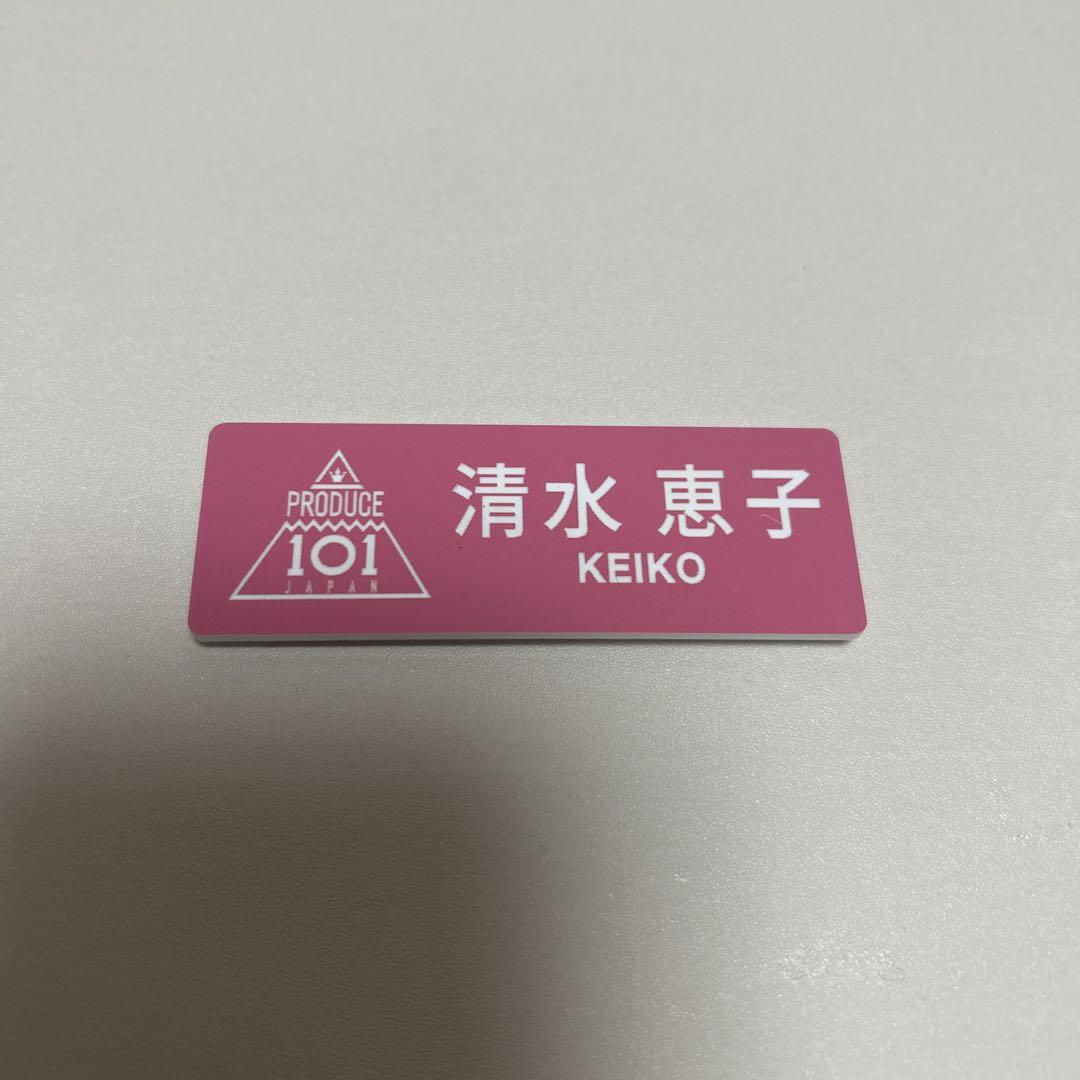 PRODUCE
101
JAPAN
清水 恵子
KEIKO